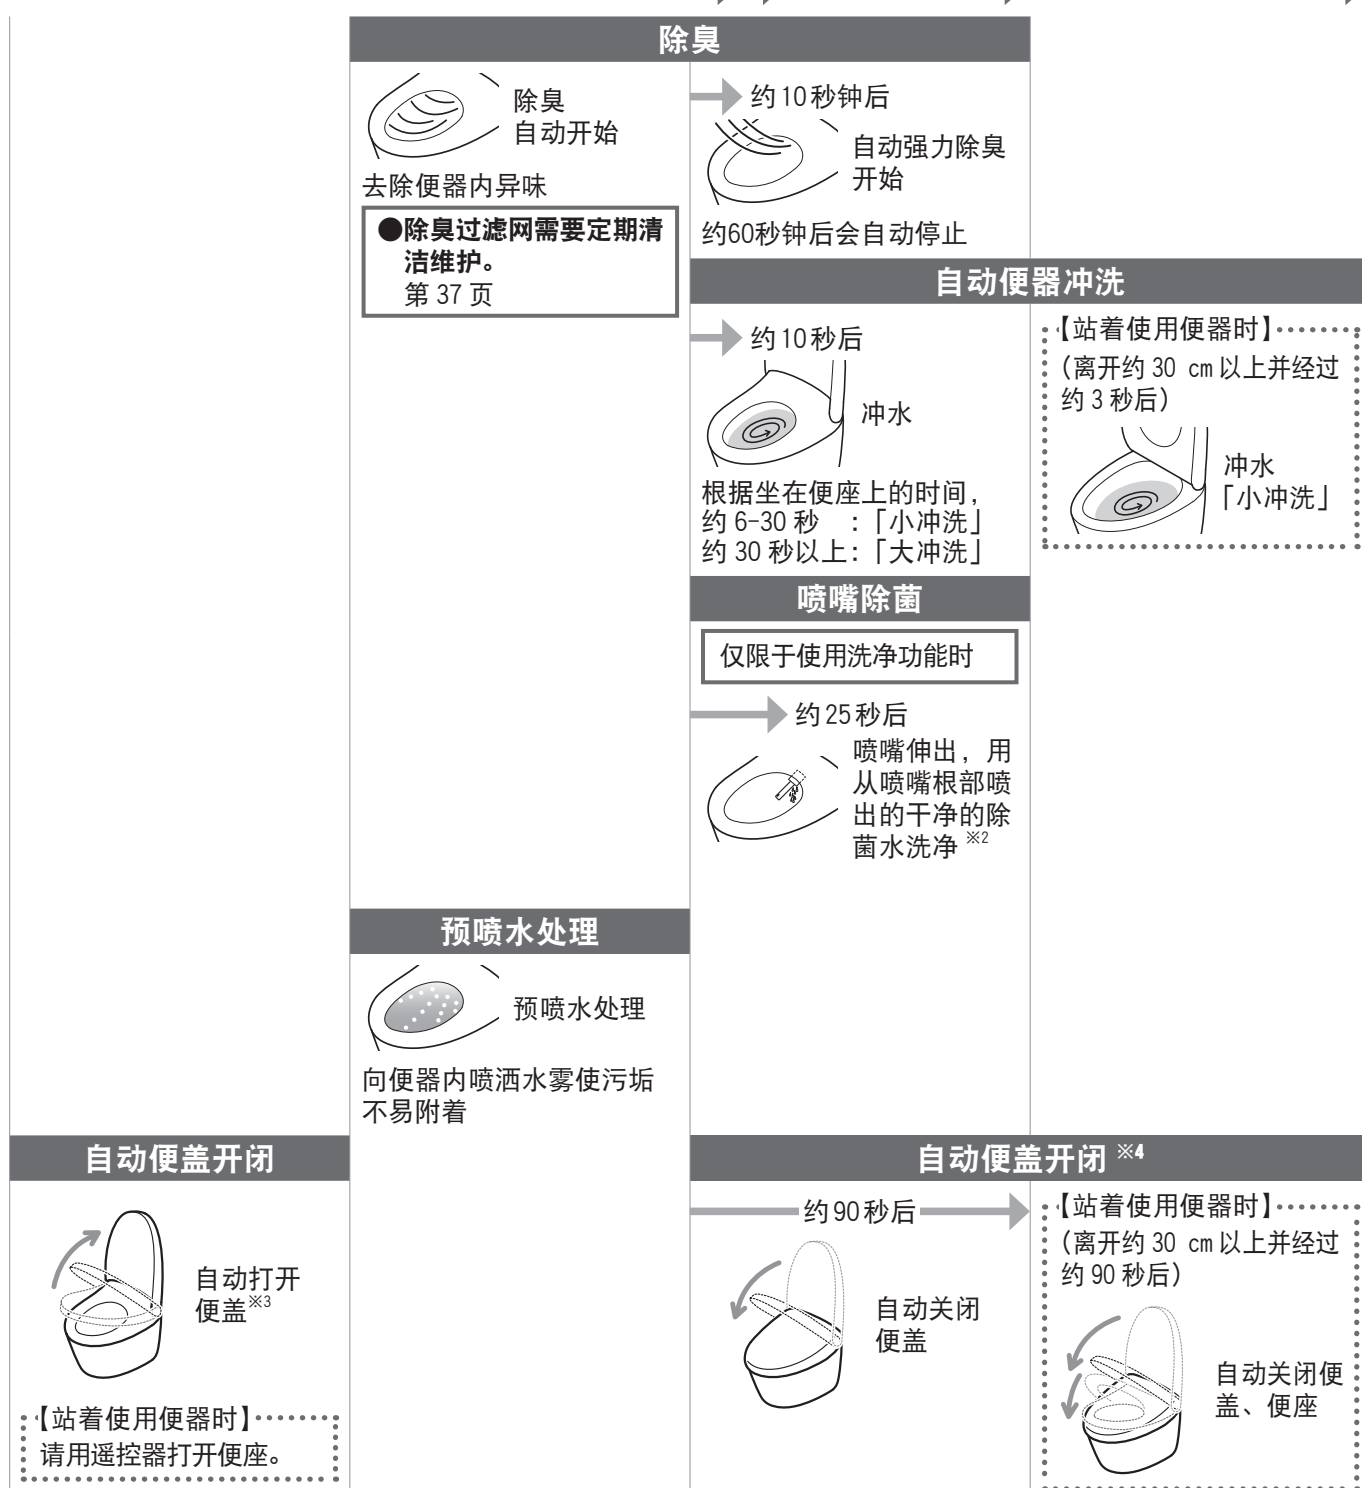 除臭
除臭
自动开始
去除便器内异味
●除臭过滤网需要定期清
洁维护。
第 37 页
约10秒钟后
自动强力除臭
开始
约60秒钟后会自动停止
自动便器冲洗
约10秒后
冲水
根据坐在便座上的时间,
约 6-30 秒 :「小冲洗」
约 30 秒以上:「大冲洗」
【站着使用便器时】
(离开约 30 cm 以上并经过
约 3 秒后)
冲水
「小冲洗」
喷嘴除菌
仅限于使用洗净功能时
约25秒后
喷嘴伸出，用
从喷嘴根部喷
出的干净的除
菌水洗净 ※2
预喷水处理
预喷水处理
向便器内喷洒水雾使污垢
不易附着
自动便盖开闭
自动打开
便盖※3
【站着使用便器时】
请用遥控器打开便座。
自动便盖开闭 ※4
约90秒后
自动关闭
便盖
【站着使用便器时】
(离开约 30 cm 以上并经过
约 90 秒后)
自动关闭便
盖、便座